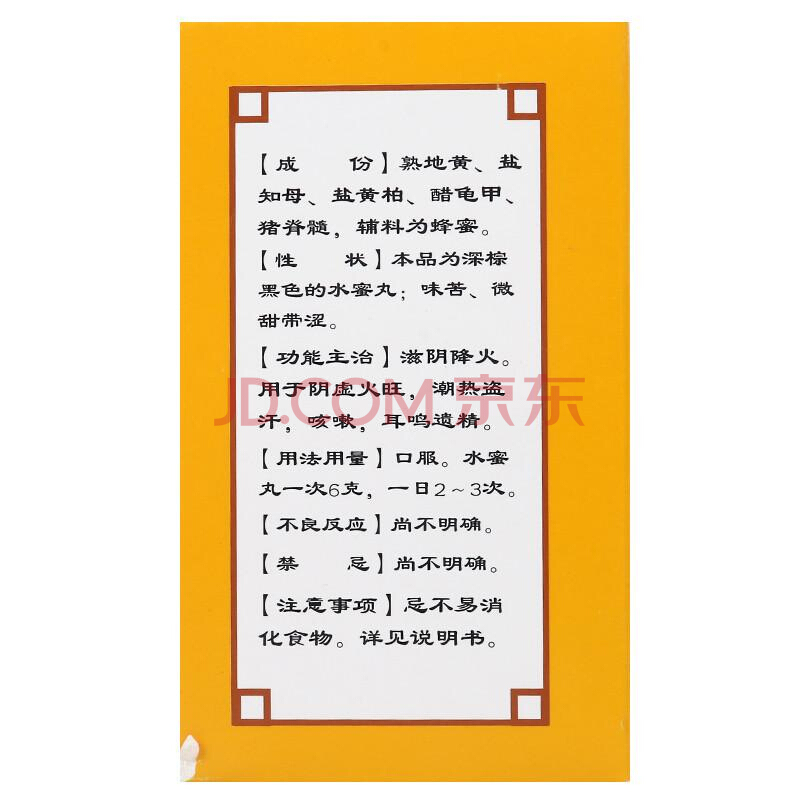 【成　　份】熟地黄、盐
知母、盐黄柏、醋龟甲、
猪脊髓，辅料为蜂蜜。
【性　　状】本品为深棕
黑色的水蜜丸；味苦、微
甜带涩。
【功能主治】滋阴降火。
用于阴虚火旺，潮热盗
汗，咳嗽，耳鸣遗精。
JD.COM 京东
【用法用量】口服。水蜜
丸一次6克，一日2～3次。
【不良反应】尚不明确。
【禁　　忌】尚不明确。
【注意事项】忌不易消
化食物。详见说明书。